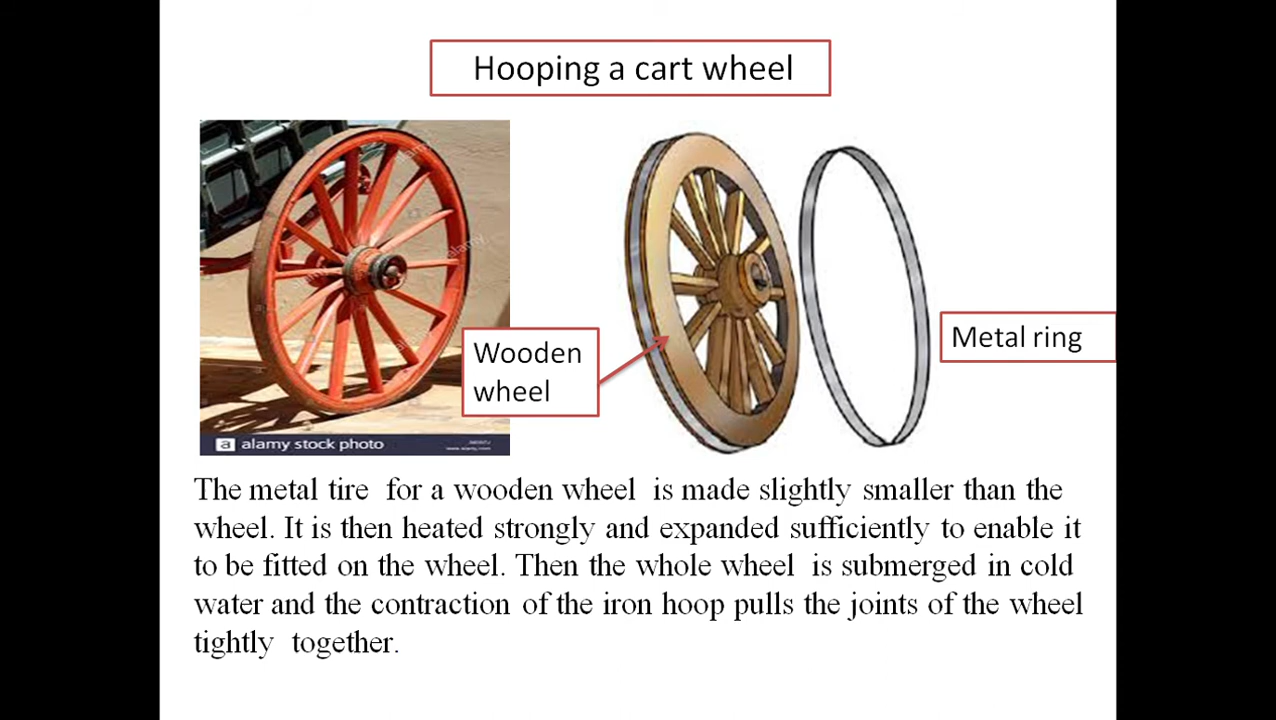 Hooping a cart wheel
Wooden
wheel
Metal ring
a alamy stock photo
www.alamy.com
The metal tire for a wooden wheel is made slightly smaller than the
wheel. It is then heated strongly and expanded sufficiently to enable it
to be fitted on the wheel. Then the whole wheel is submerged in cold
water and the contraction of the iron hoop pulls the joints of the wheel
tightly together.